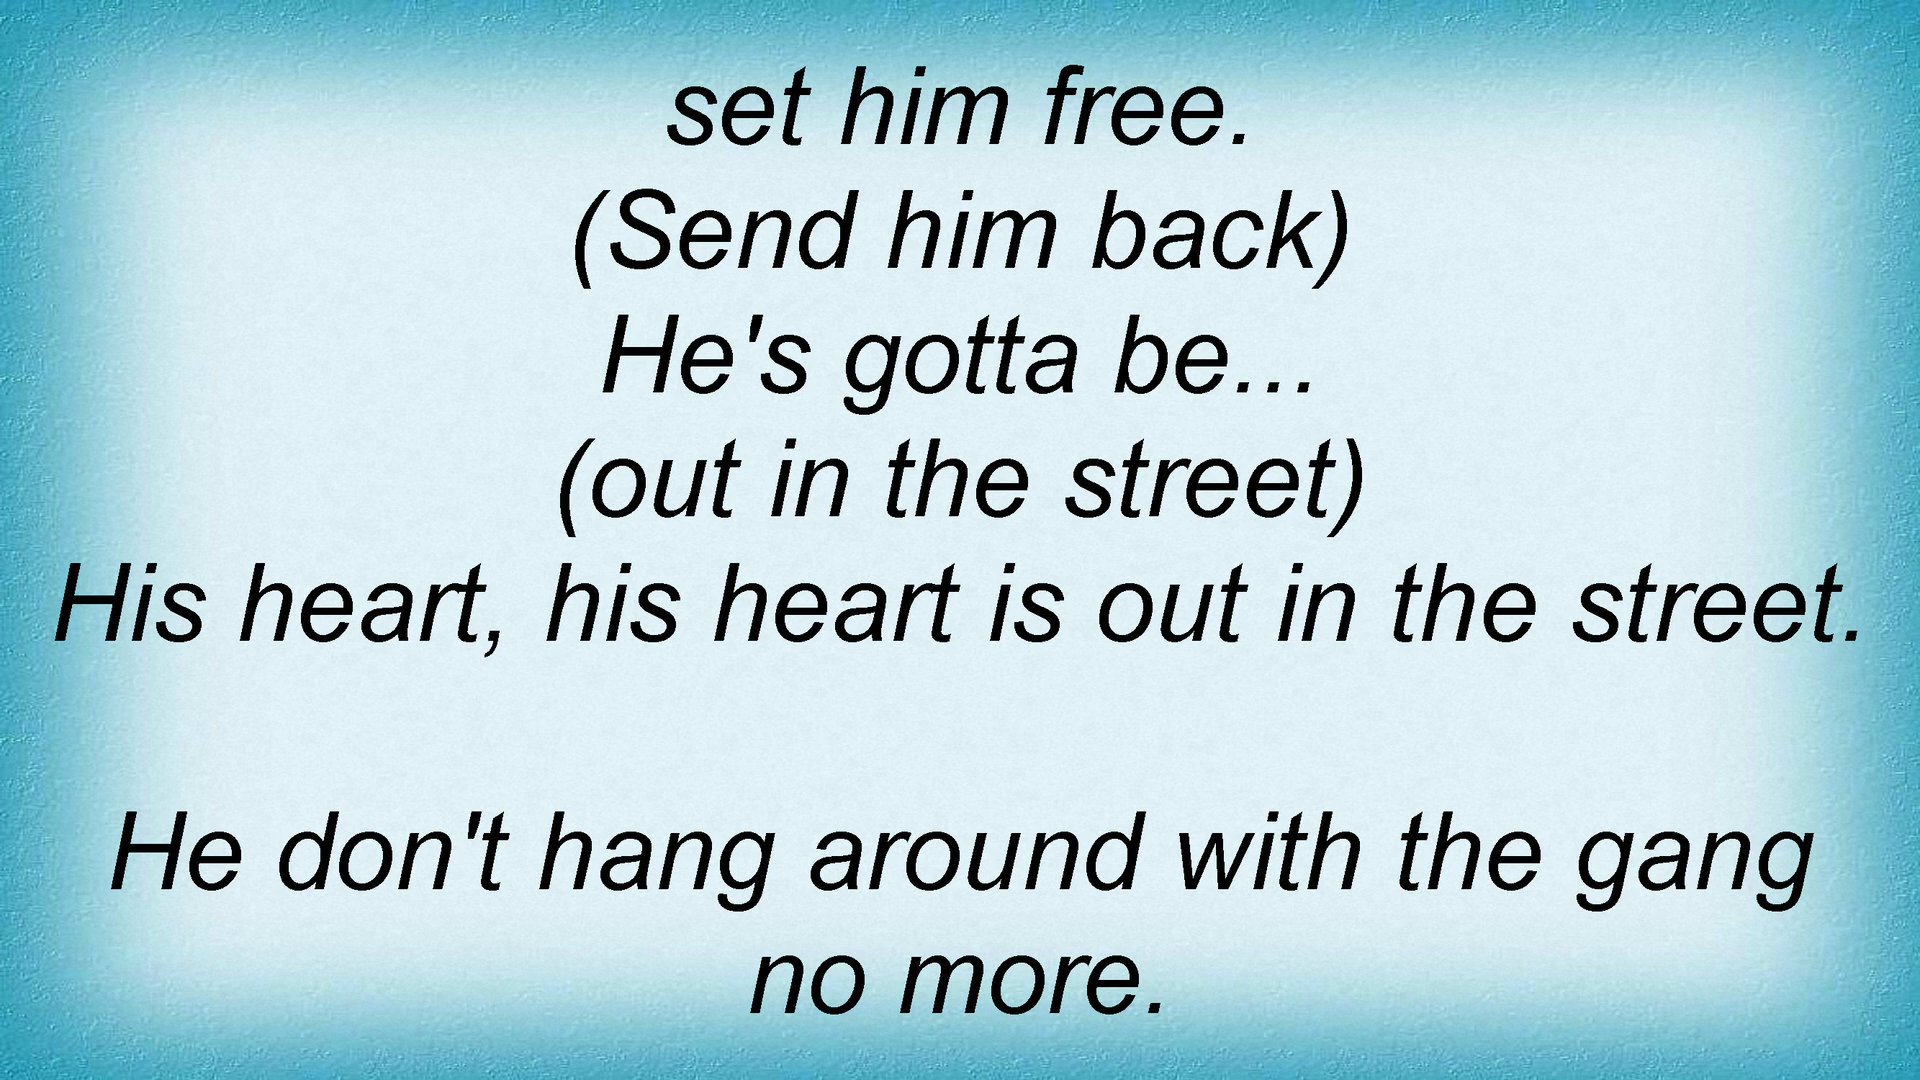 set him free.
(Send him back)
He's gotta be...
(out in the street)
His heart, his heart is out in the street.
He don't hang around with the gang
no more.